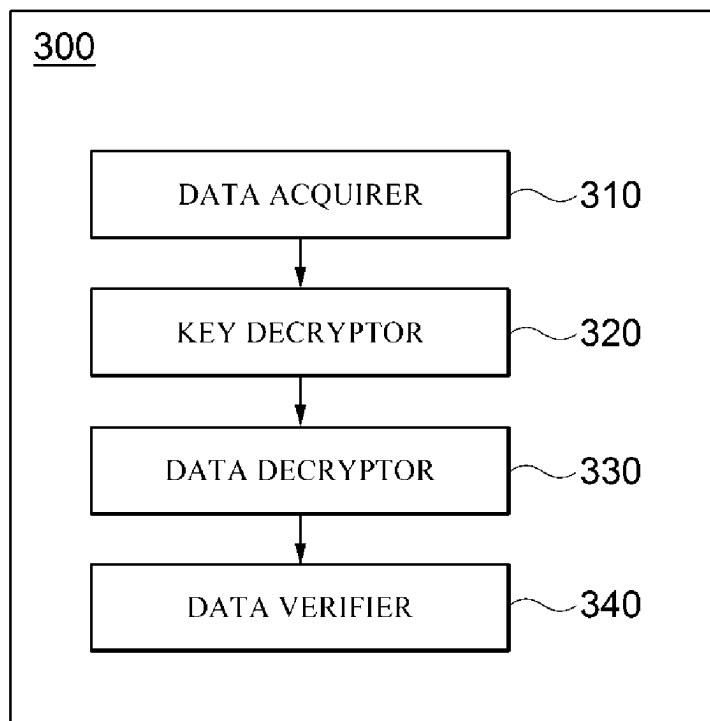 300
DATA ACQUIRER 310
KEY DECRYPTOR 320
DATA DECRYPTOR 330
DATA VERIFIER 340